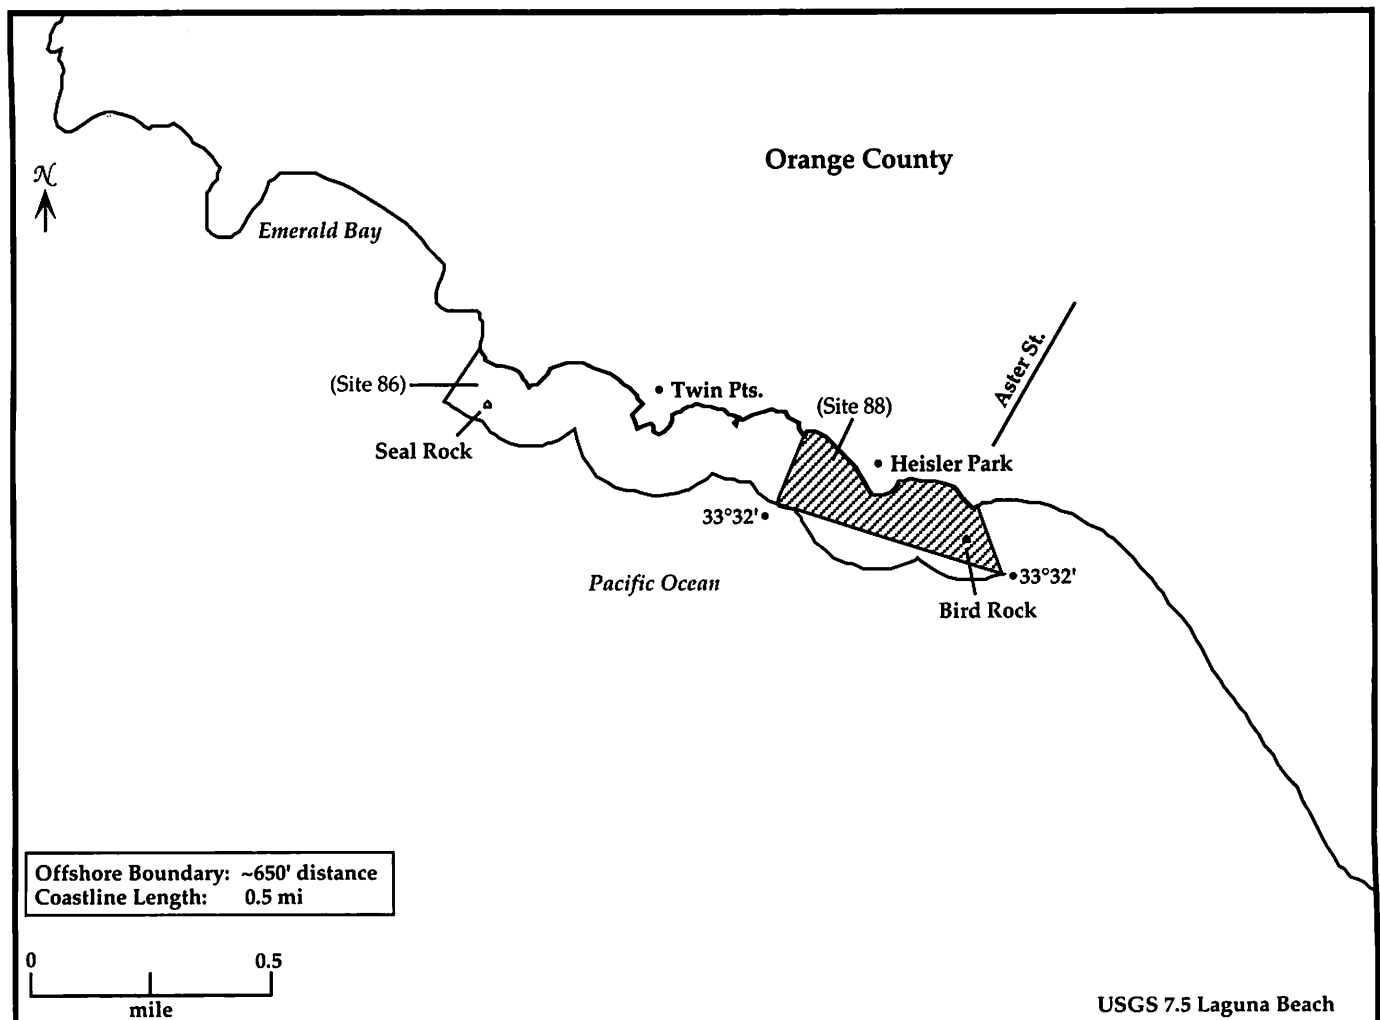 Orange County
N
Emerald Bay
Aster St.
(Site 86)
Twin Pts.
(Site 88)
Seal Rock
Heisler Park
33°32'
Pacific Ocean
33°32'
Bird Rock
Offshore Boundary: ~650' distance
Coastline Length: 0.5 mi
0 0.5
mile
USGS 7.5 Laguna Beach